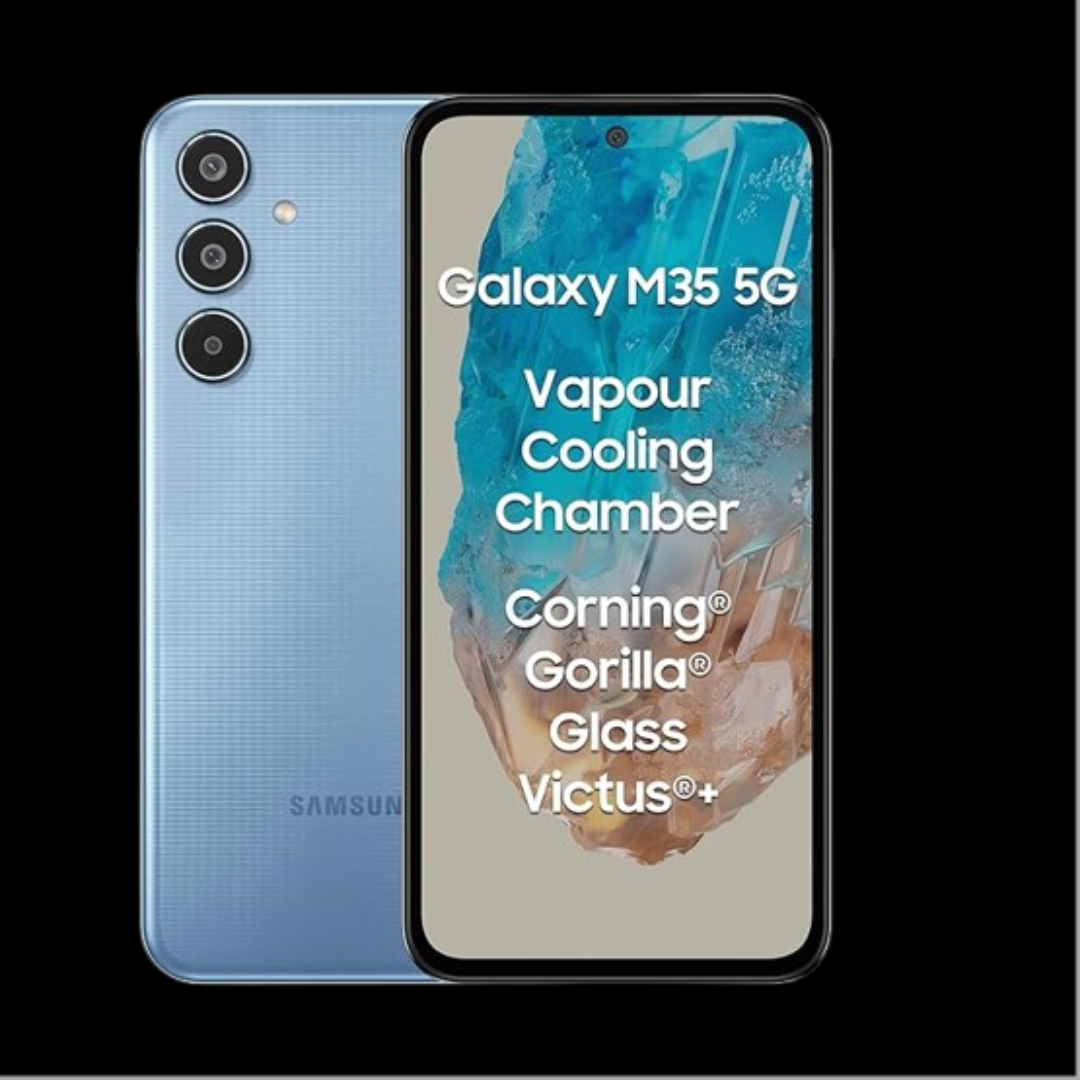 Galaxy M35 5G
Vapour
Cooling
Chamber
Corning®
Gorilla®
Glass
Victus®+
SAMSUN